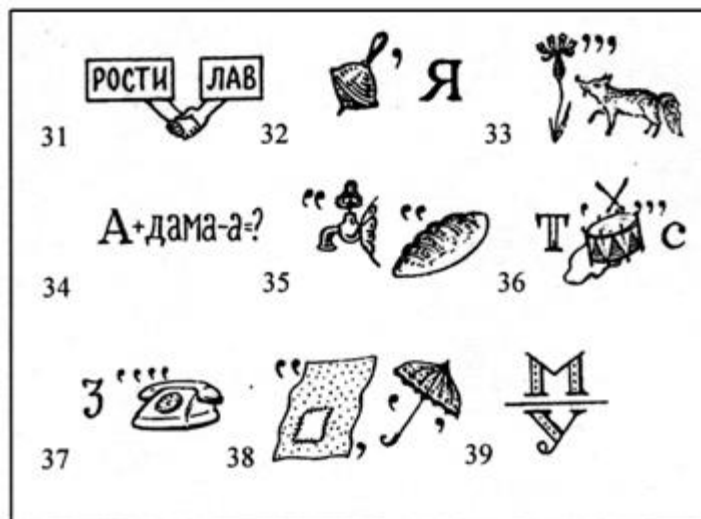 РОСТИ ЛАВ
31
,
Я
32
,,,
33
А+дама-а=?
34
‘‘ ‘‘
35
Т ‘ ,,, с
36
З ‘‘‘‘
37
‘‘ , ‘ ,
38
М
У
39